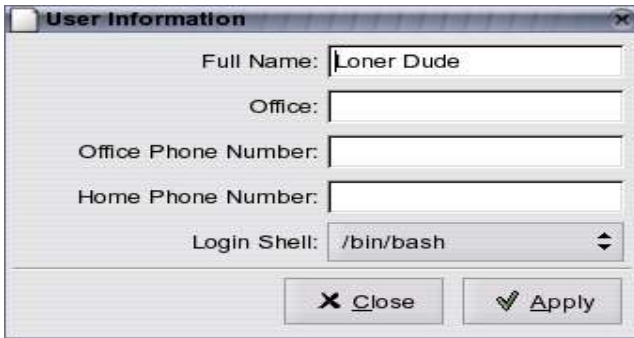 User Information
Full Name: Loner Dude
Office:
Office Phone Number:
Home Phone Number:
Login Shell: /bin/bash
Close Apply